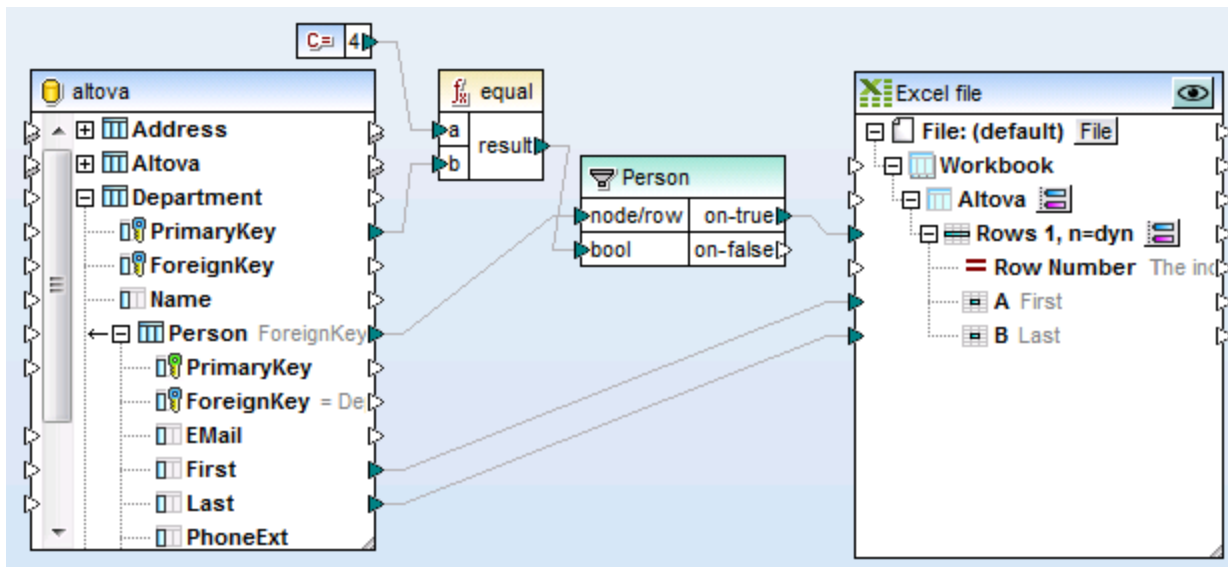 C= 4
altova
Address
Altova
Department
PrimaryKey
ForeignKey
Name
Person ForeignKey
PrimaryKey
ForeignKey = De
EMail
First
Last
PhoneExt
fx equal
a
result
b
Person
node/row on-true
bool on-false
Excel file
File: (default) File
Workbook
Altova
Rows 1, n=dyn
Row Number The inc
A First
B Last